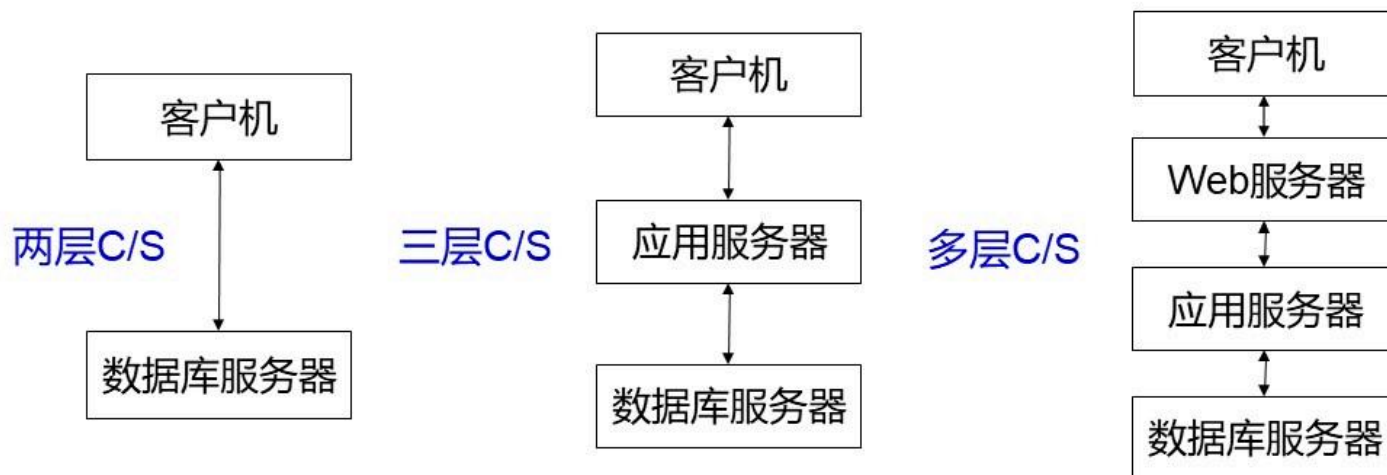 客户机
两层C/S
数据库服务器
客户机
三层C/S
应用服务器
数据库服务器
客户机
Web服务器
多层C/S
应用服务器
数据库服务器